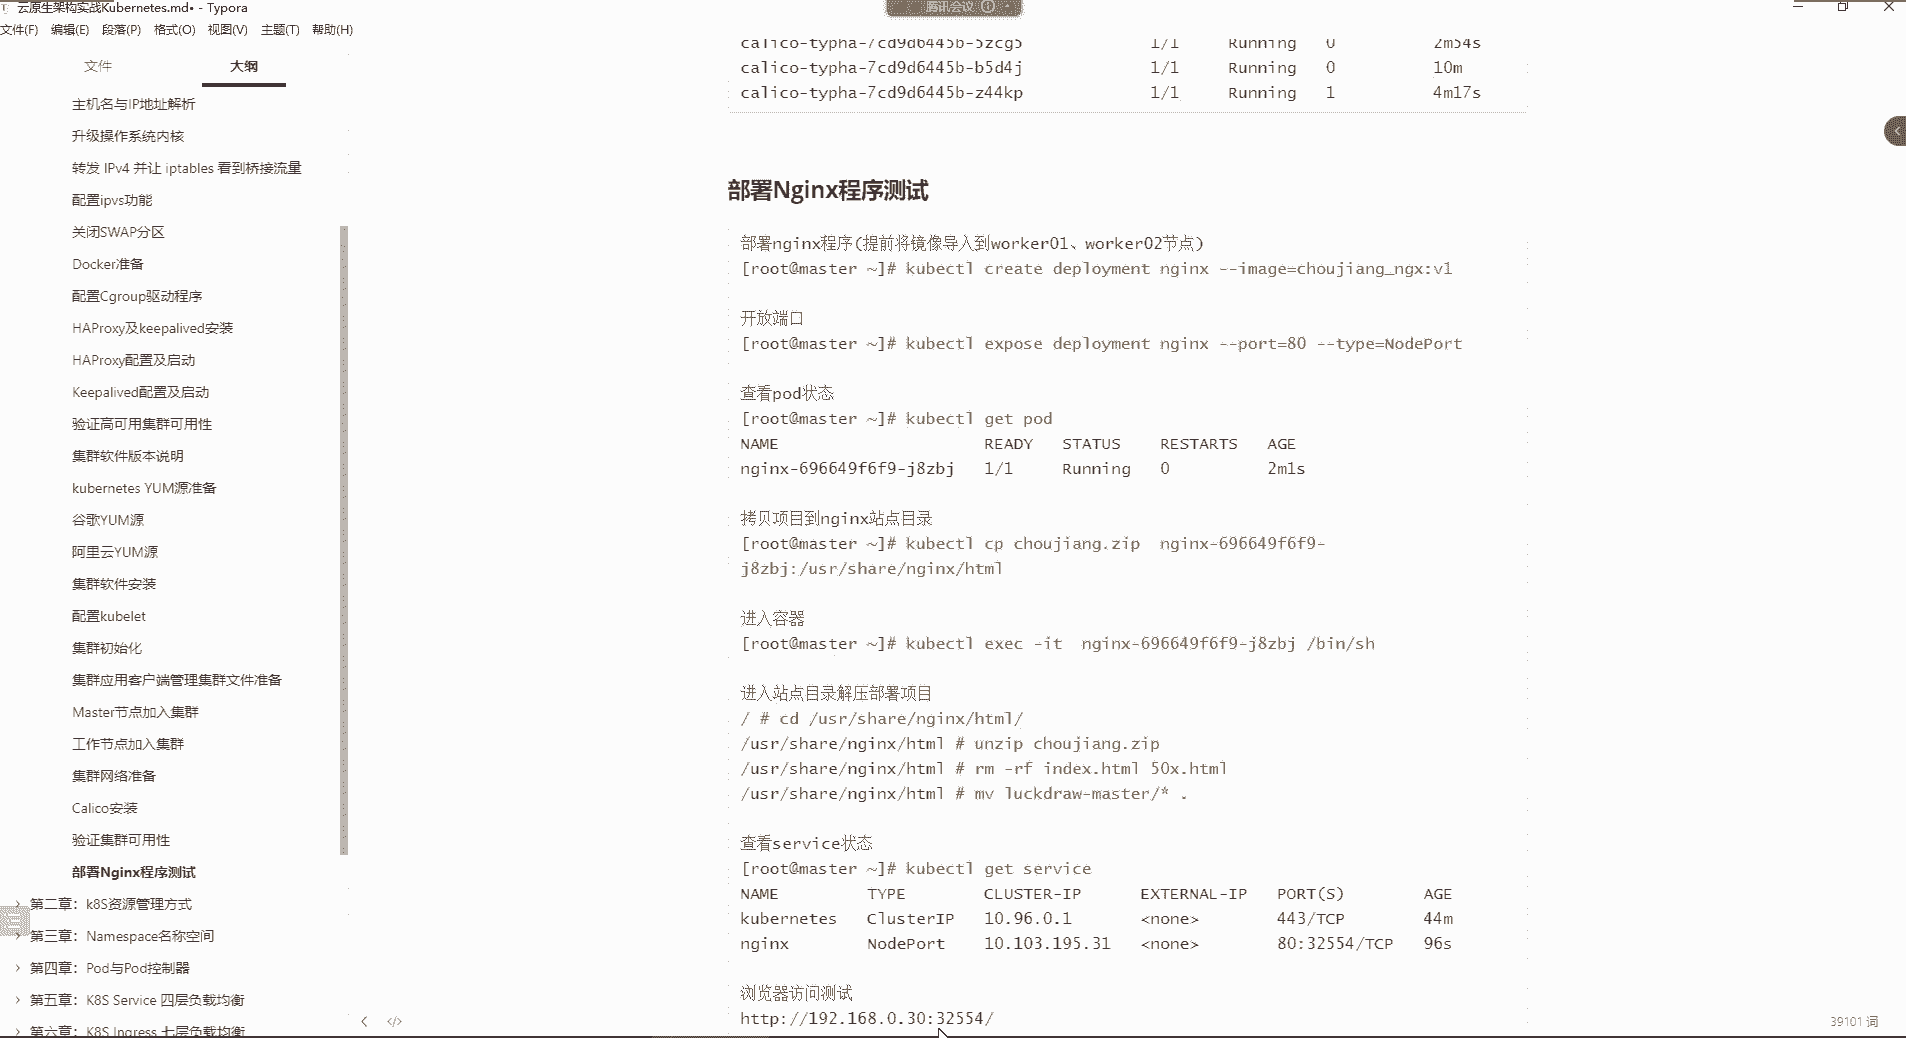 云原生架构实战Kubernetes.md• - Typora
腾讯会议
文件(F) 编辑(E) 段落(P) 格式(O) 视图(V) 主题(T) 帮助(H)
文件 大纲
主机名与IP地址解析
升级操作系统内核
转发 IPv4 并让 iptables 看到桥接流量
配置ipvs功能
关闭SWAP分区
Docker准备
配置Cgroup驱动程序
HAProxy及keepalived安装
HAProxy配置及启动
Keepalived配置及启动
验证高可用集群可用性
集群软件版本说明
kubernetes YUM源准备
谷歌YUM源
阿里云YUM源
集群软件安装
配置kubelet
集群初始化
集群应用客户端管理集群文件准备
Master节点加入集群
工作节点加入集群
集群网络准备
Calico安装
验证集群可用性
部署Nginx程序测试
第二章：k8S资源管理方式
第三章：Namespace名称空间
第四章：Pod与Pod控制器
第五章：K8S Service 四层负载均衡
第六章：K8S Ingress 七层负载均衡
calico-typha-7cd9d6445b-5zcg5 1/1 Running 0 2m54s
calico-typha-7cd9d6445b-b5d4j 1/1 Running 0 10m
calico-typha-7cd9d6445b-z44kp 1/1 Running 1 4m17s
部署Nginx程序测试
部署nginx程序(提前将镜像导入到worker01、worker02节点)
[root@master ~]# kubectl create deployment nginx --image=choujiang_ngx:v1
开放端口
[root@master ~]# kubectl expose deployment nginx --port=80 --type=NodePort
查看pod状态
[root@master ~]# kubectl get pod
NAME READY STATUS RESTARTS AGE
nginx-696649f6f9-j8zbj 1/1 Running 0 2m1s
拷贝项目到nginx站点目录
[root@master ~]# kubectl cp choujiang.zip nginx-696649f6f9-
j8zbj:/usr/share/nginx/html
进入容器
[root@master ~]# kubectl exec -it nginx-696649f6f9-j8zbj /bin/sh
进入站点目录解压部署项目
/ # cd /usr/share/nginx/html/
/usr/share/nginx/html # unzip choujiang.zip
/usr/share/nginx/html # rm -rf index.html 50x.html
/usr/share/nginx/html # mv luckdraw-master/* .
查看service状态
[root@master ~]# kubectl get service
NAME TYPE CLUSTER-IP EXTERNAL-IP PORT(S) AGE
kubernetes ClusterIP 10.96.0.1 <none> 443/TCP 44m
nginx NodePort 10.103.195.31 <none> 80:32554/TCP 96s
浏览器访问测试
http://192.168.0.30:32554/
39101 词